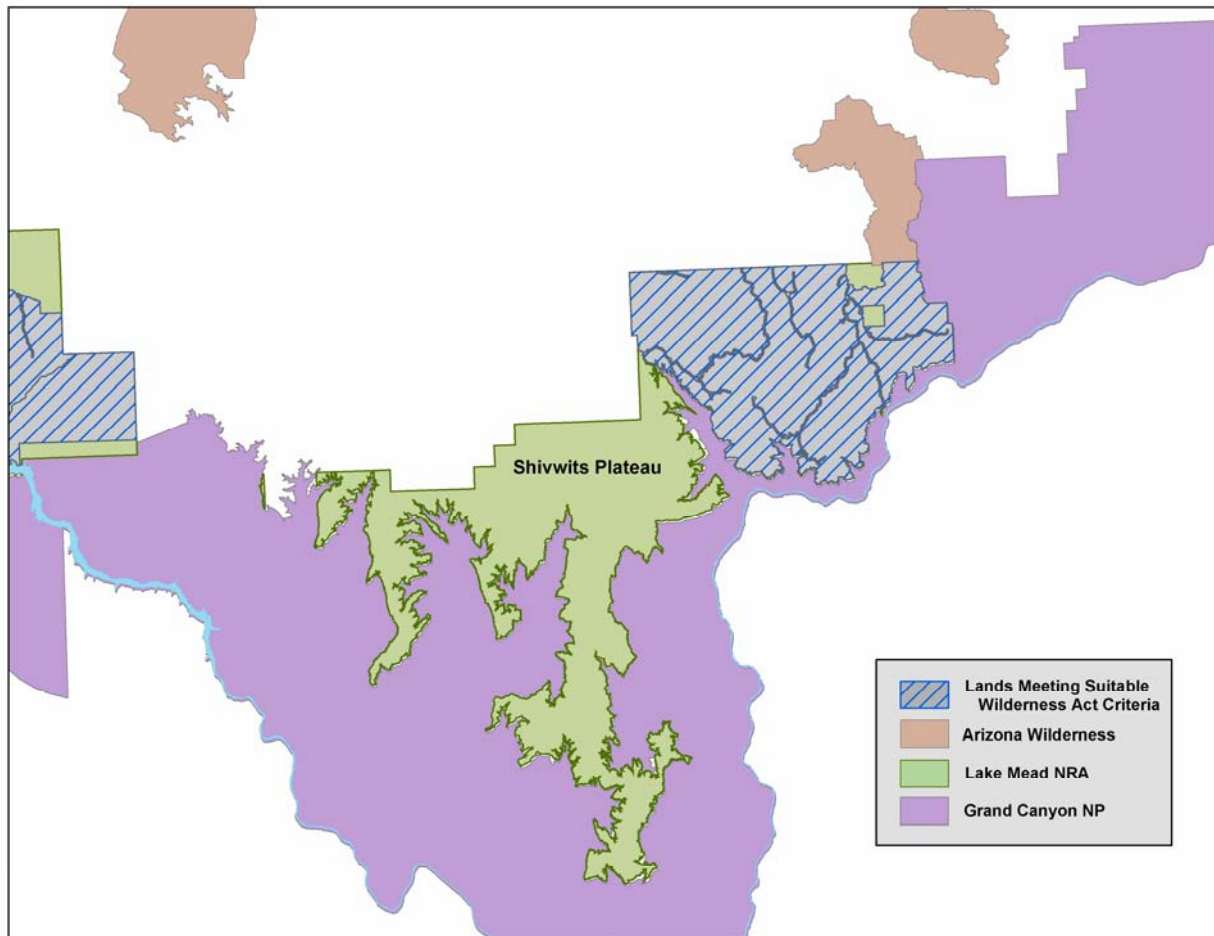 Shivwits Plateau
Lands Meeting Suitable
Wilderness Act Criteria
Arizona Wilderness
Lake Mead NRA
Grand Canyon NP